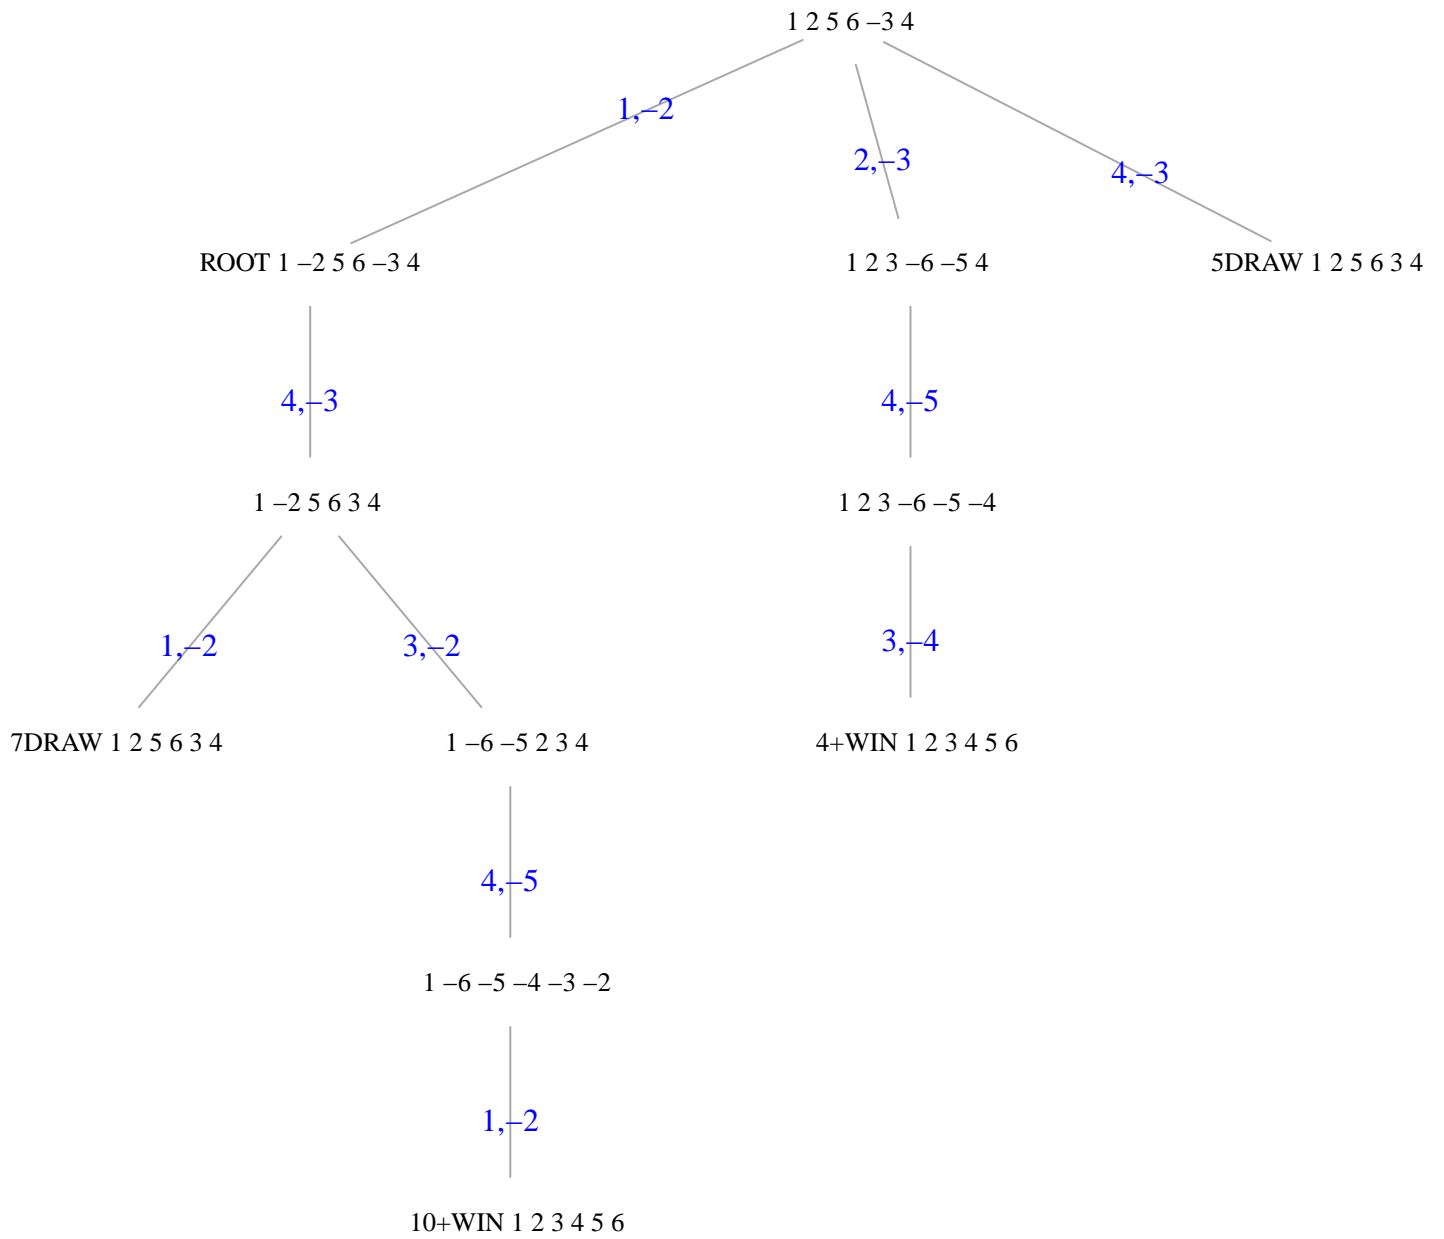 1 2 5 6 –3 4
1,–2
2,–3
4,–3
ROOT 1 –2 5 6 –3 4
1 2 3 –6 –5 4
5DRAW 1 2 5 6 3 4
4,–3
4,–5
1 –2 5 6 3 4
1 2 3 –6 –5 –4
1,–2
3,–2
3,–4
7DRAW 1 2 5 6 3 4
1 –6 –5 2 3 4
4+WIN 1 2 3 4 5 6
4,–5
1 –6 –5 –4 –3 –2
1,–2
10+WIN 1 2 3 4 5 6